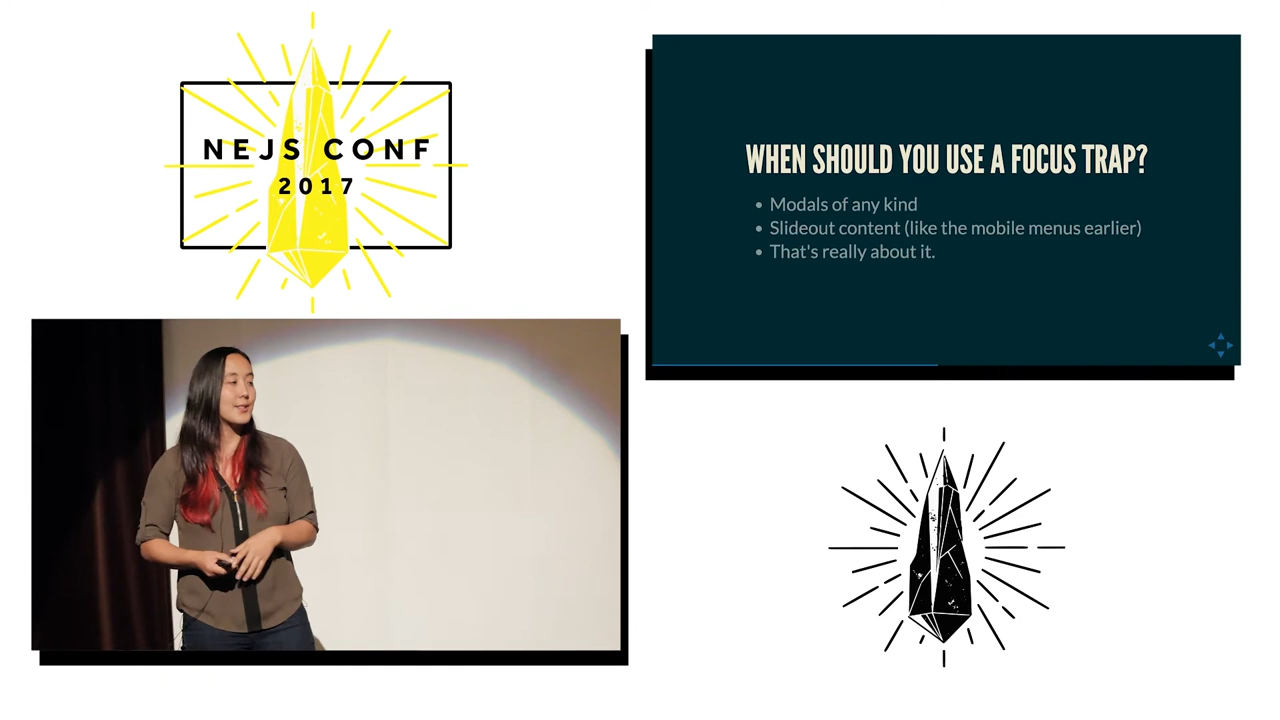 NEJS CONF
2017
WHEN SHOULD YOU USE A FOCUS TRAP?
• Modals of any kind
• Slideout content (like the mobile menus earlier)
• That's really about it.